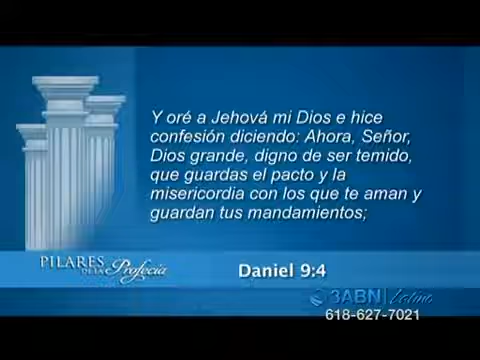 Y oré a Jehová mi Dios e hice
confesión diciendo: Ahora, Señor,
Dios grande, digno de ser temido,
que guardas el pacto y la
misericordia con los que te aman y
guardan tus mandamientos;
PILARES
DE LA Profecía
Daniel 9:4
3ABN Latino
618-627-7021